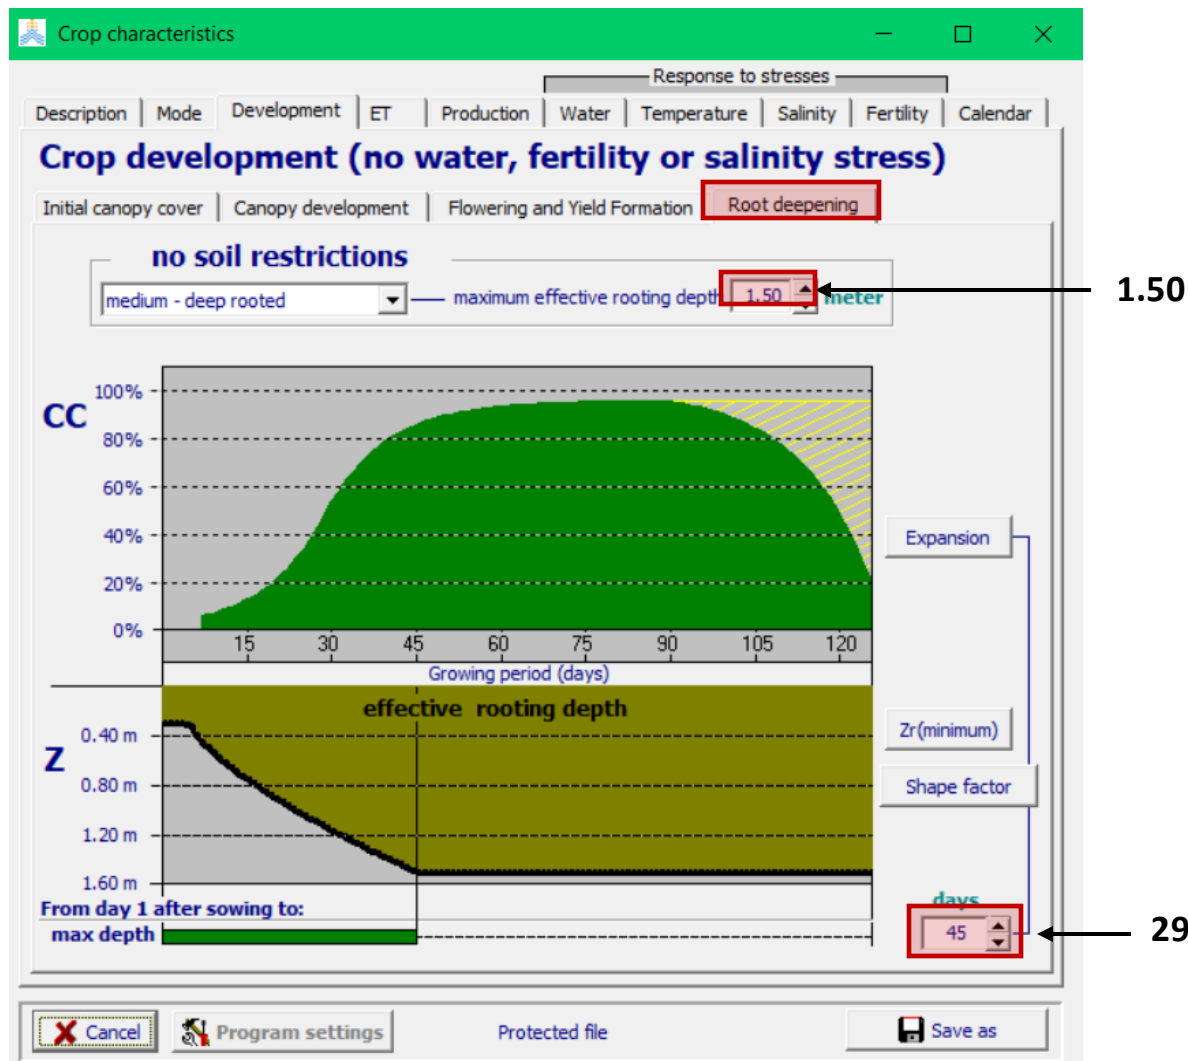 Crop characteristics
Response to stresses
Description Mode Development ET Production Water Temperature Salinity Fertility Calendar
Crop development (no water, fertility or salinity stress)
Initial canopy cover Canopy development Flowering and Yield Formation Root deepening
no soil restrictions
medium - deep rooted maximum effective rooting depth 1.50 meter 1.50
CC
100%
80%
60%
40%
20%
0%
15 30 45 60 75 90 105 120
Growing period (days)
Expansion
effective rooting depth
Z
0.40 m
0.80 m
1.20 m
1.60 m
Zr(minimum)
Shape factor
From day 1 after sowing to:
days
max depth 45 29
Cancel Program settings Protected file Save as